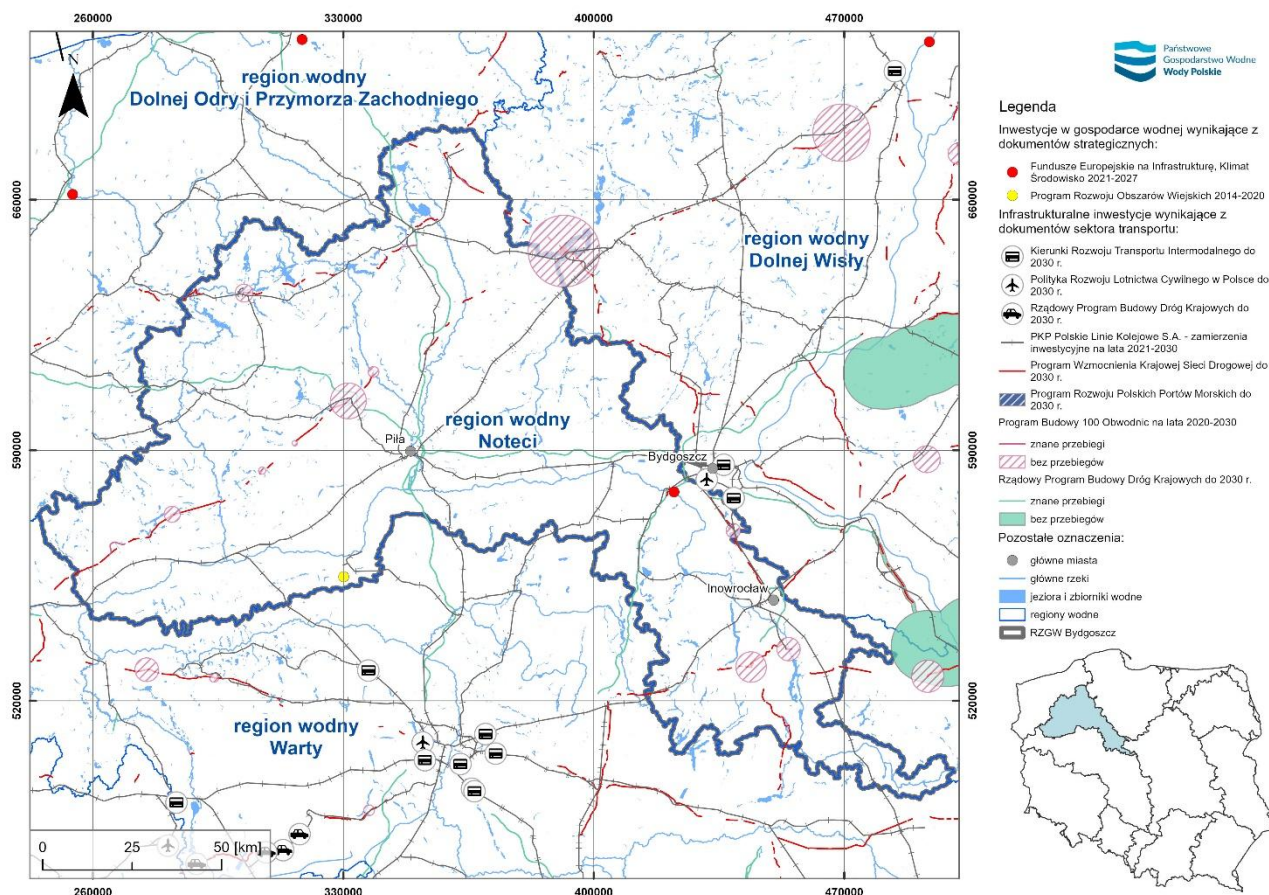 260000
330000
400000
470000
N
region wodny
Dolnej Odry i Przymorza Zachodniego
660000
660000
region wodny
Dolnej Wisły
region wodny
Noteci
Piła
Bydgoszcz
590000
590000
Inowrocław
520000
520000
region wodny
Warty
0
25
50 [km]
260000
330000
400000
470000
Państwowe
Gospodarstwo Wodne
Wody Polskie
Legenda
Inwestycje w gospodarce wodnej wynikające z
dokumentów strategicznych:
Fundusze Europejskie na Infrastrukturę, Klimat
Środowisko 2021-2027
Program Rozwoju Obszarów Wiejskich 2014-2020
Infrastrukturalne inwestycje wynikające z
dokumentów sektora transportu:
Kierunki Rozwoju Transportu Intermodalnego do
2030 r.
Polityka Rozwoju Lotnictwa Cywilnego w Polsce do
2030 r.
Rządowy Program Budowy Dróg Krajowych do
2030 r.
PKP Polskie Linie Kolejowe S.A. - zamierzenia
inwestycyjne na lata 2021-2030
Program Wzmocnienia Krajowej Sieci Drogowej do
2030 r.
Program Rozwoju Polskich Portów Morskich do
2030 r.
Program Budowy 100 Obwodnic na lata 2020-2030
znane przebiegi
bez przebiegów
Rządowy Program Budowy Dróg Krajowych do 2030 r.
znane przebiegi
bez przebiegów
Pozostałe oznaczenia:
główne miasta
główne rzeki
jeziora i zbiorniki wodne
regiony wodne
RZGW Bydgoszcz